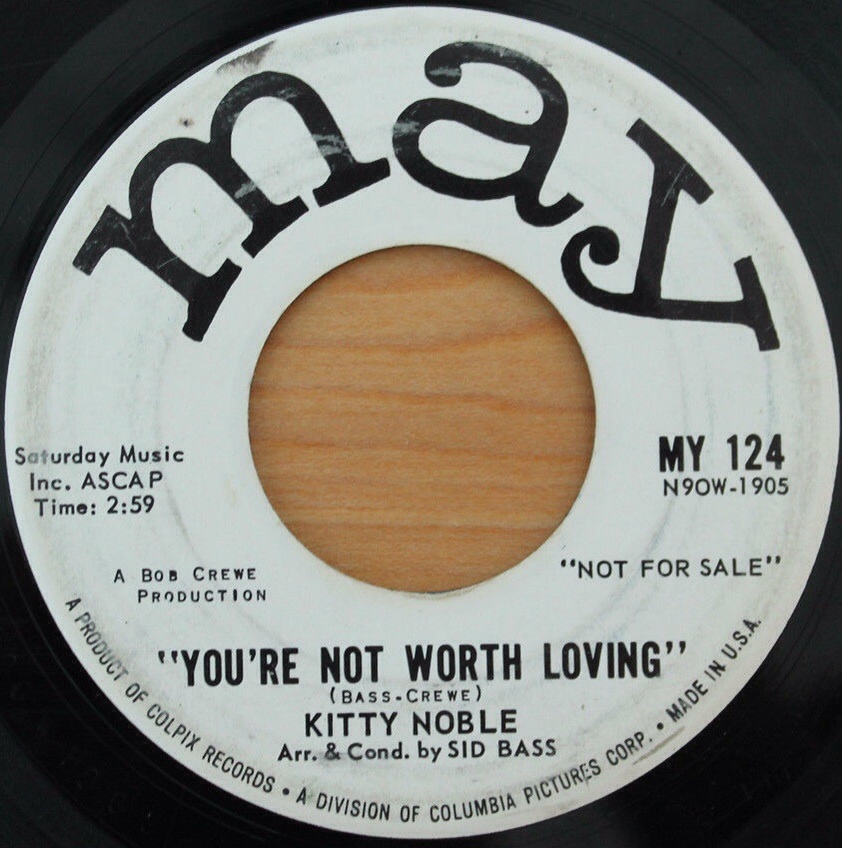 may
Saturday Music
Inc. ASCAP
Time: 2:59
MY 124
N9OW-1905
A BOB CREWE
PRODUCTION
"NOT FOR SALE"
"YOU'RE NOT WORTH LOVING"
(BASS-CREWE)
KITTY NOBLE
Arr. & Cond. by SID BASS
A PRODUCT OF COLPIX RECORDS • A DIVISION OF COLUMBIA PICTURES CORP. • MADE IN U.S.A.